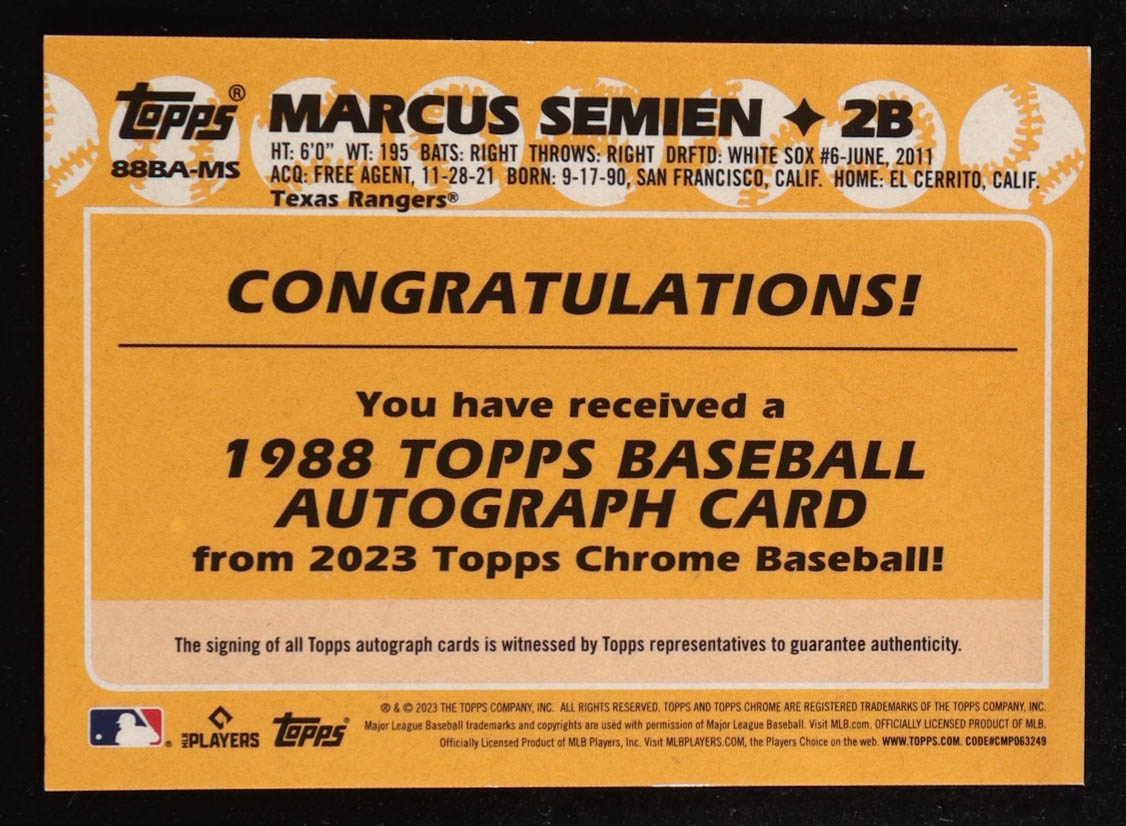 Topps®
88BA-MS
MARCUS SEMIEN ✦ 2B
HT: 6'0" WT: 195 BATS: RIGHT THROWS: RIGHT DRFTD: WHITE SOX #6-JUNE, 2011
ACQ: FREE AGENT, 11-28-21 BORN: 9-17-90, SAN FRANCISCO, CALIF. HOME: EL CERRITO, CALIF.
Texas Rangers®
CONGRATULATIONS!
You have received a
1988 TOPPS BASEBALL
AUTOGRAPH CARD
from 2023 Topps Chrome Baseball!
The signing of all Topps autograph cards is witnessed by Topps representatives to guarantee authenticity.
MLB PLAYERS
Topps®
® & © 2023 THE TOPPS COMPANY, INC. ALL RIGHTS RESERVED. TOPPS AND TOPPS CHROME ARE REGISTERED TRADEMARKS OF THE TOPPS COMPANY, INC.
Major League Baseball trademarks and copyrights are used with permission of Major League Baseball. Visit MLB.com. OFFICIALLY LICENSED PRODUCT OF MLB.
Officially Licensed Product of MLB Players, Inc. Visit MLBPLAYERS.COM, the Players Choice on the web. WWW.TOPPS.COM. CODE#CMP063249